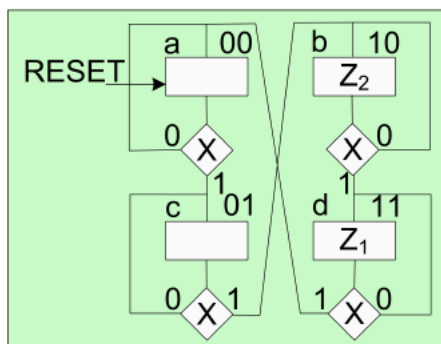 a 00 b 10
RESET Z₂
0 X X 0
1 1
c 01 d 11
Z₁
0 X 1 1 X 0